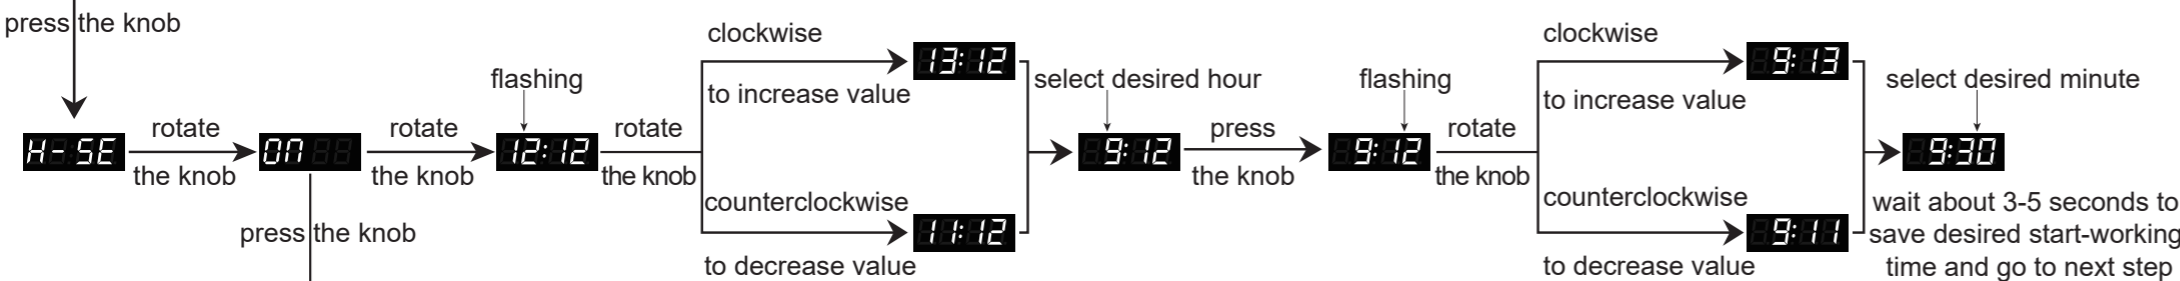 press the knob
H-SE
rotate
the knob
ON
press the knob
rotate
the knob
flashing
12:12
rotate
the knob
clockwise
to increase value
13:12
counterclockwise
to decrease value
11:12
select desired hour
9:12
press
the knob
flashing
9:12
rotate
the knob
clockwise
to increase value
9:13
counterclockwise
to decrease value
9:11
select desired minute
9:30
wait about 3-5 seconds to
save desired start-working
time and go to next step